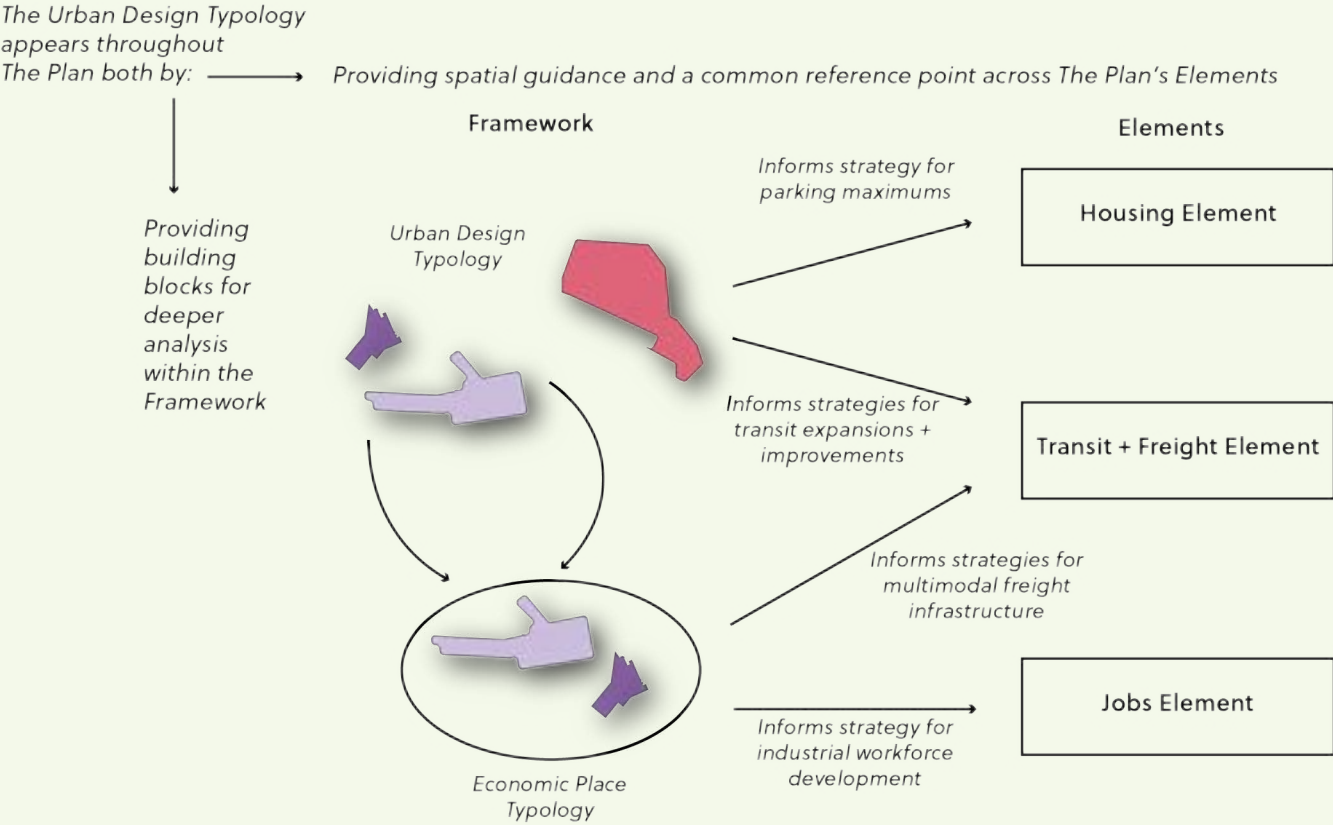 The Urban Design Typology
appears throughout
The Plan both by:
Providing spatial guidance and a common reference point across The Plan's Elements
Providing
building
blocks for
deeper
analysis
within the
Framework
Framework
Elements
Urban Design
Typology
Informs strategy for
parking maximums
Housing Element
Informs strategies for
transit expansions +
improvements
Transit + Freight Element
Informs strategies for
multimodal freight
infrastructure
Jobs Element
Informs strategy for
industrial workforce
development
Economic Place
Typology